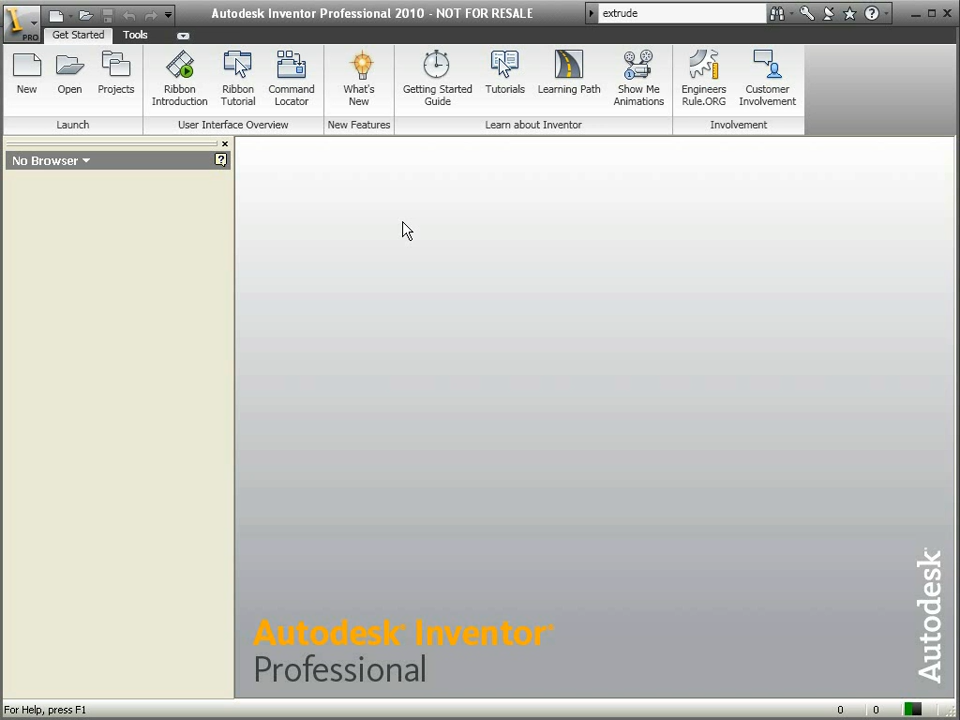 Autodesk Inventor Professional 2010 - NOT FOR RESALE
extrude
PRO
Get Started Tools
New Open Projects
Ribbon Introduction
Ribbon Tutorial
Command Locator
What's New
Getting Started Guide
Tutorials
Learning Path
Show Me Animations
Engineers Rule.ORG
Customer Involvement
Launch User Interface Overview New Features Learn about Inventor Involvement
No Browser
Autodesk® Inventor®
Professional
Autodesk
For Help, press F1
0 0